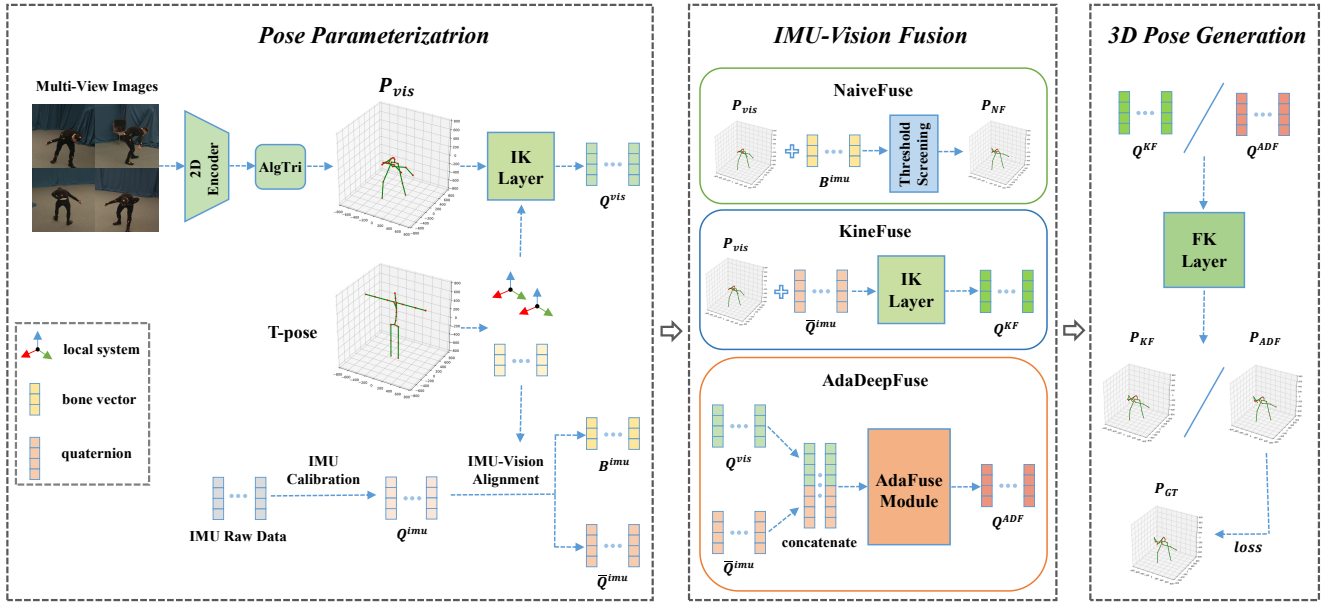 Pose Parameterizatrion
Multi-View Images
2D
Encoder
AlgTri
P_vis
IK
Layer
Q^vis
T-pose
local system
bone vector
quaternion
IMU Raw Data
IMU
Calibration
Q^imu
IMU-Vision
Alignment
B^imu
Q̅^imu
IMU-Vision Fusion
NaiveFuse
P_vis
B^imu
Threshold
Screening
P_NF
KineFuse
P_vis
Q̅^imu
IK
Layer
Q^KF
AdaDeepFuse
Q^vis
Q̅^imu
concatenate
AdaFuse
Module
Q^ADF
3D Pose Generation
Q^KF
Q^ADF
FK
Layer
P_KF
P_ADF
P_GT
loss